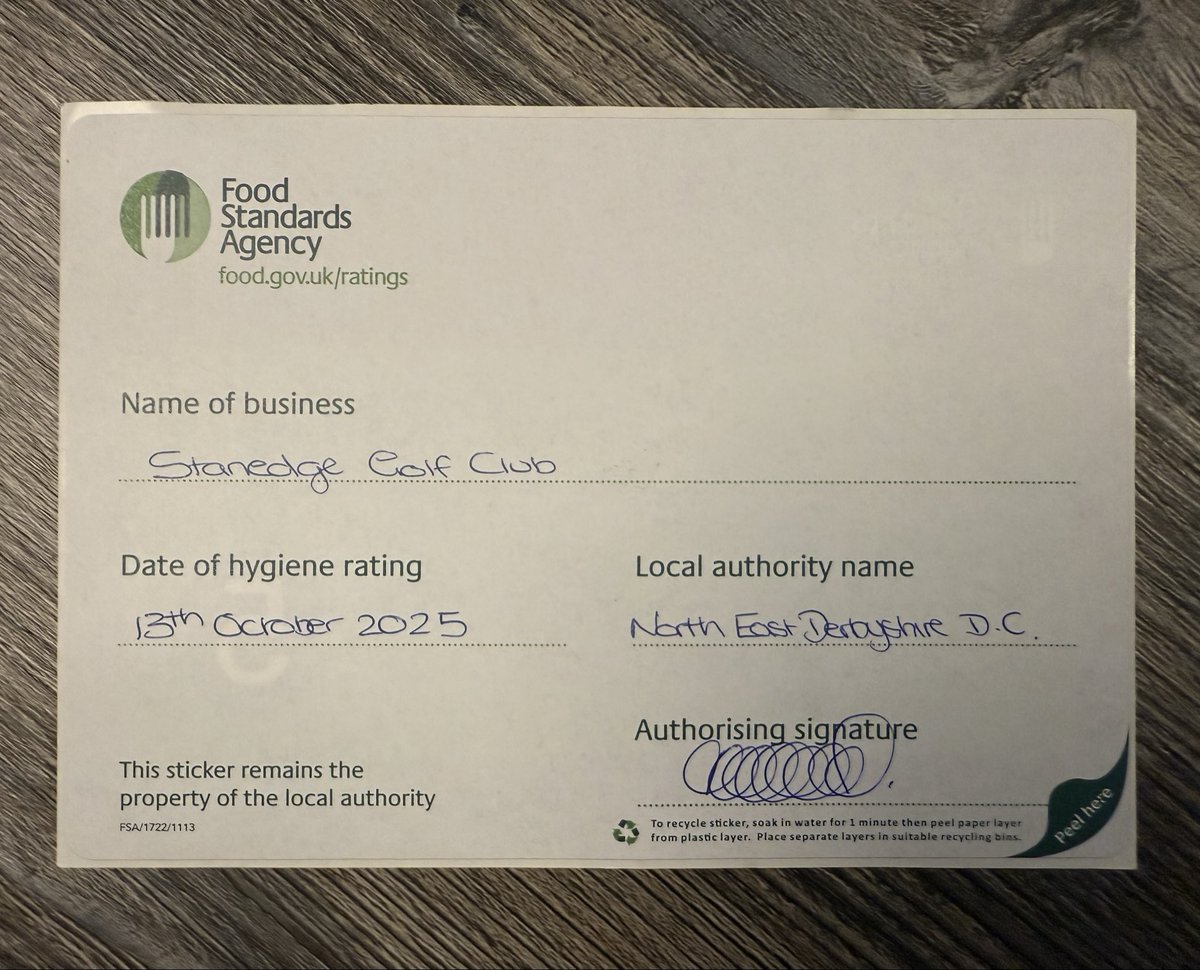 Food
Standards
Agency
food.gov.uk/ratings
Name of business
Stanedge Golf Club
Date of hygiene rating
Local authority name
13th October 2025
North East Derbyshire D.C.
Authorising signature
This sticker remains the
property of the local authority
FSA/1722/1113
To recycle sticker, soak in water for 1 minute then peel paper layer
from plastic layer. Place separate layers in suitable recycling bins.
Peel here